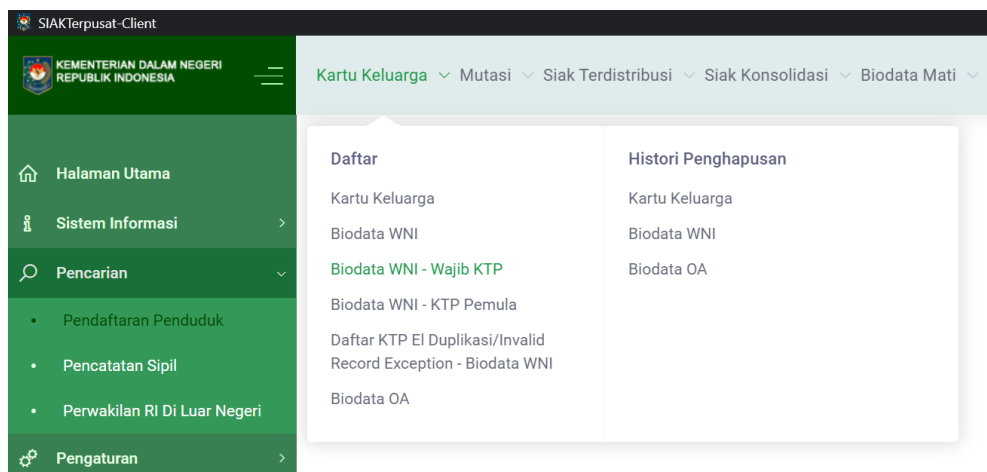 SIAKTerpusat-Client
KEMENTERIAN DALAM NEGERI
REPUBLIK INDONESIA
Kartu Keluarga Mutasi Siak Terdistribusi Siak Konsolidasi Biodata Mati
Halaman Utama
Sistem Informasi
Pencarian
Pendaftaran Penduduk
Pencatatan Sipil
Perwakilan RI Di Luar Negeri
Pengaturan
Daftar
Kartu Keluarga
Biodata WNI
Biodata WNI - Wajib KTP
Biodata WNI - KTP Pemula
Daftar KTP El Duplikasi/Invalid
Record Exception - Biodata WNI
Biodata OA
Histori Penghapusan
Kartu Keluarga
Biodata WNI
Biodata OA